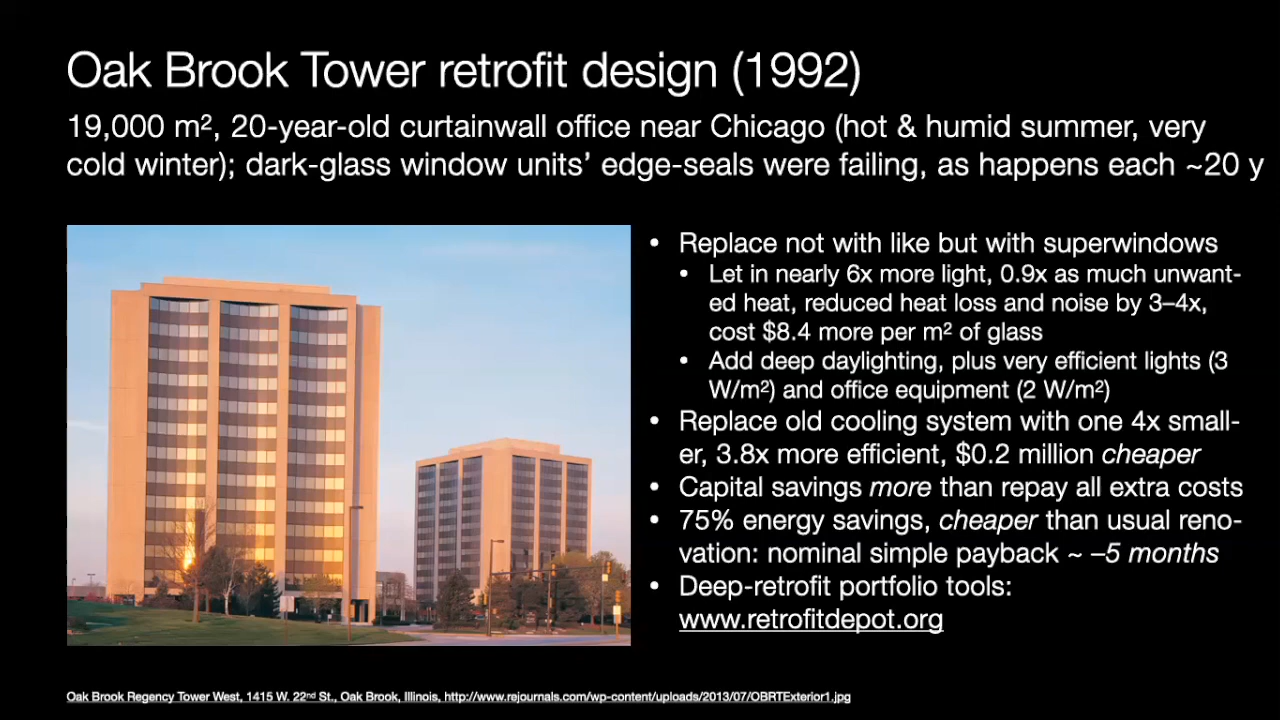 Oak Brook Tower retrofit design (1992)
19,000 m², 20-year-old curtainwall office near Chicago (hot & humid summer, very
cold winter); dark-glass window units’ edge-seals were failing, as happens each ~20 y
• Replace not with like but with superwindows
• Let in nearly 6x more light, 0.9x as much unwant-
ed heat, reduced heat loss and noise by 3–4x,
cost $8.4 more per m² of glass
• Add deep daylighting, plus very efficient lights (3
W/m²) and office equipment (2 W/m²)
• Replace old cooling system with one 4x small-
er, 3.8x more efficient, $0.2 million cheaper
• Capital savings more than repay all extra costs
• 75% energy savings, cheaper than usual reno-
vation: nominal simple payback ~ –5 months
• Deep-retrofit portfolio tools:
www.retrofitdepot.org
Oak Brook Regency Tower West, 1415 W. 22nd St., Oak Brook, Illinois, http://www.rejournals.com/wp-content/uploads/2013/07/OBRTExterior1.jpg